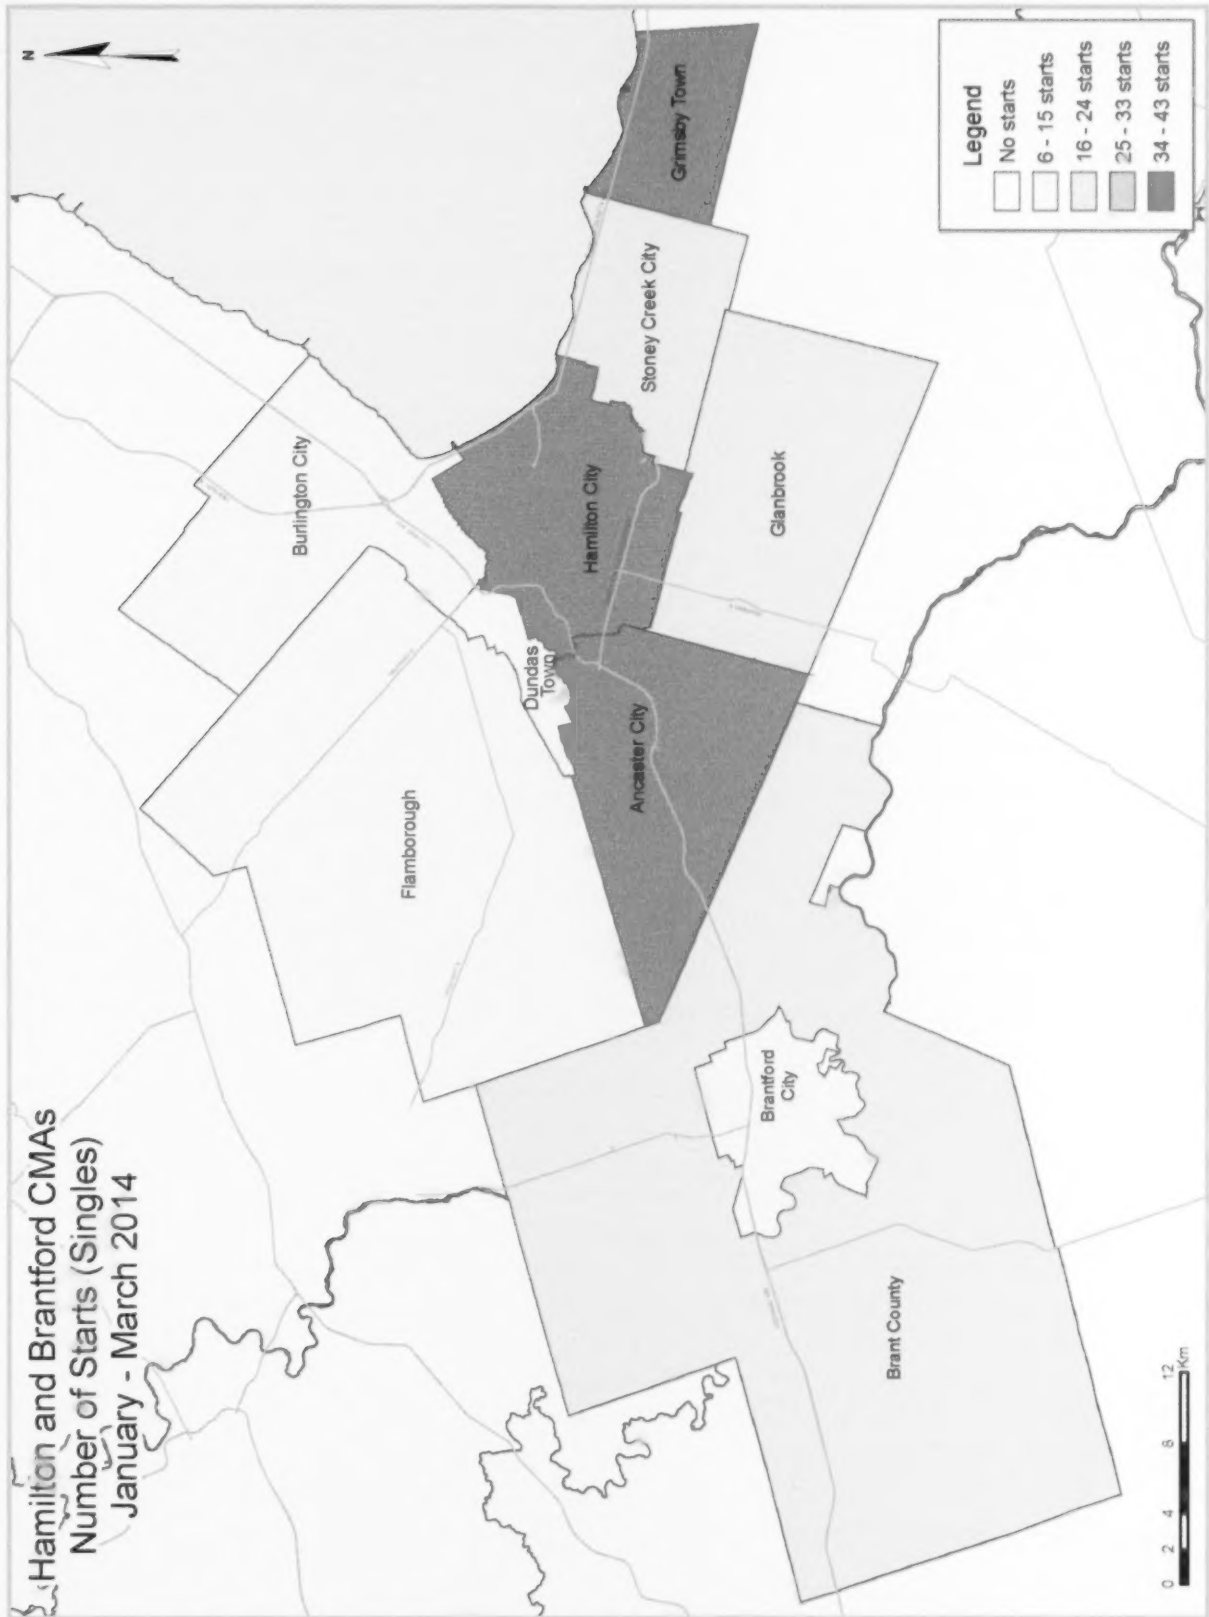 Hamilton and Brantford CMAs
Number of Starts (Singles)
January - March 2014
N
Burlington City
Flamborough
Dundas
Town
Hamilton City
Stoney Creek City
Grimsby Town
Ancaster City
Glanbrook
Brantford
City
Brant County
Legend
No starts
6 - 15 starts
16 - 24 starts
25 - 33 starts
34 - 43 starts
0 2 4 8 12
Km